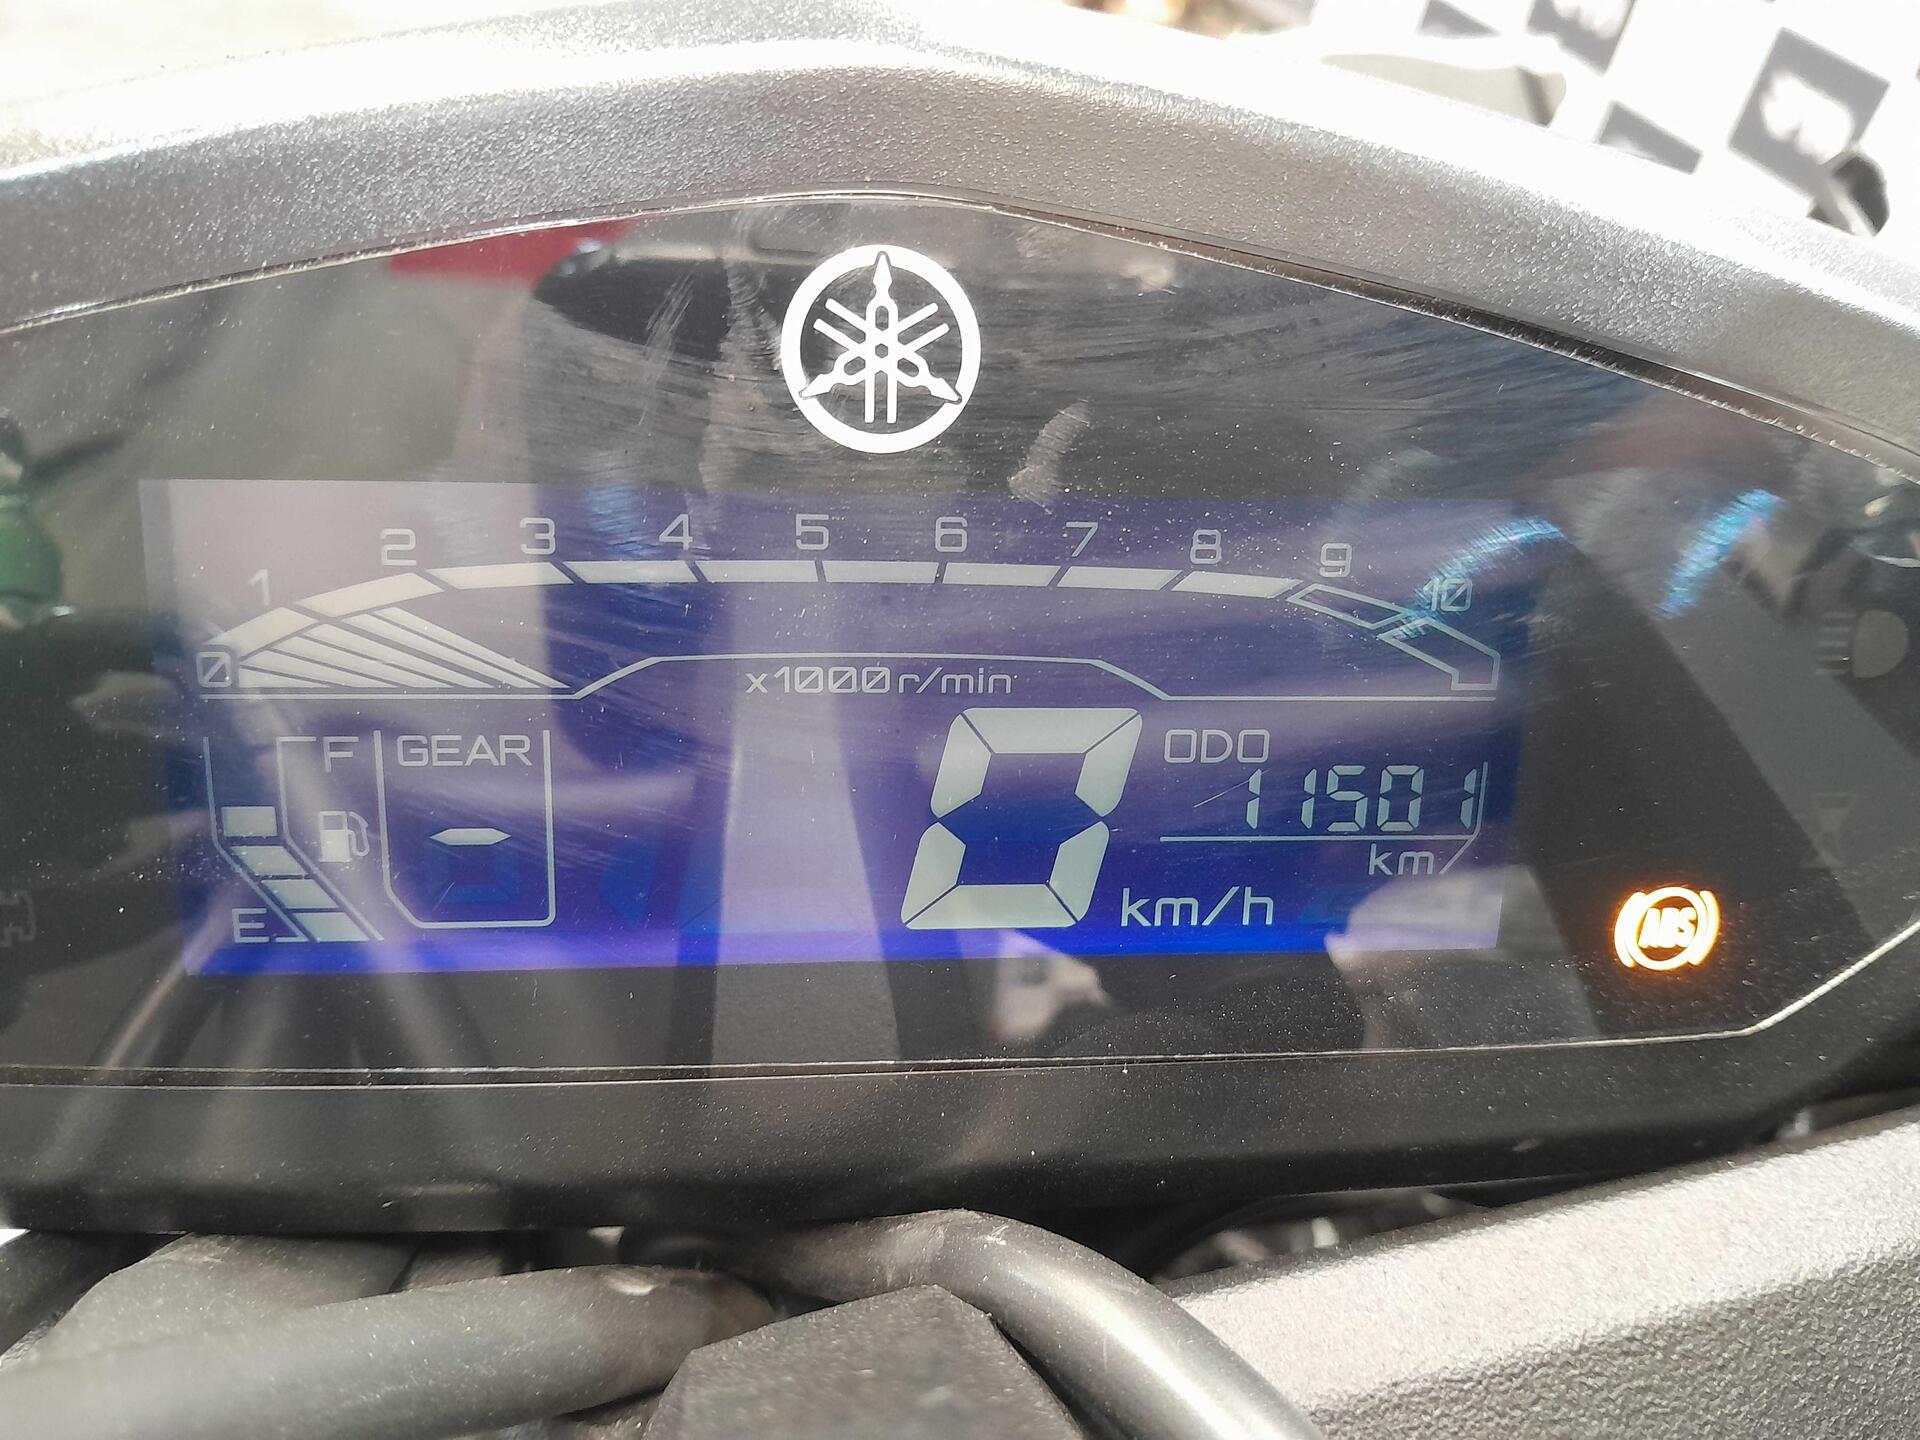 0 1 2 3 4 5 6 7 8 9 10
x1000 r/min
F
GEAR
-
E
0
km/h
ODO
11501
km
ABS